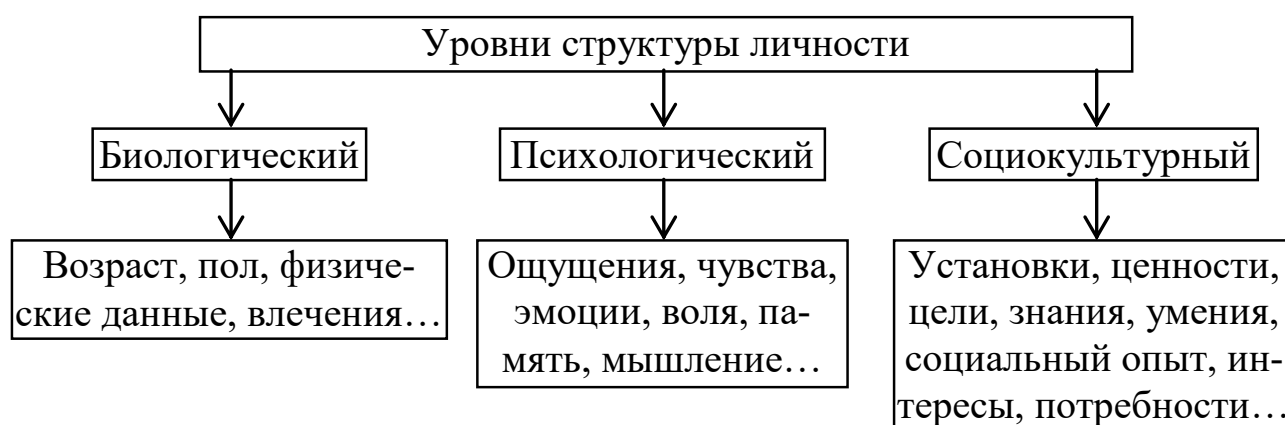 Уровни структуры личности
Биологический
Психологический
Социокультурный
Возраст, пол, физиче-
ские данные, влечения…
Ощущения, чувства,
эмоции, воля, па-
мять, мышление…
Установки, ценности,
цели, знания, умения,
социальный опыт, ин-
тересы, потребности…